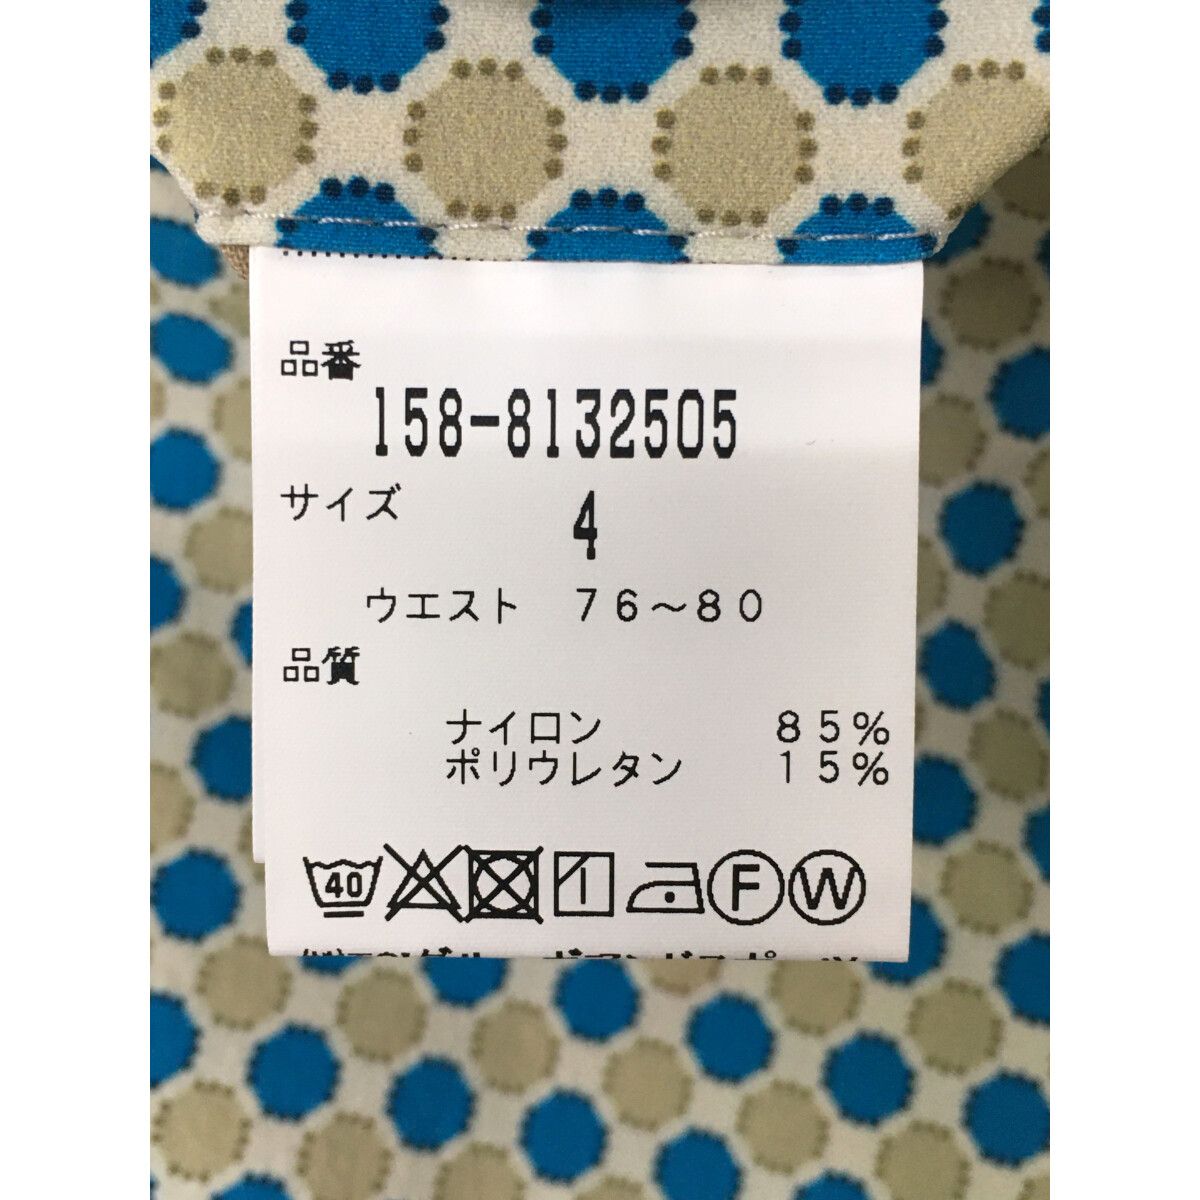 品番
158-8132505
サイズ 4
ウエスト 76〜80
品質
ナイロン 85%
ポリウレタン 15%
40 F W